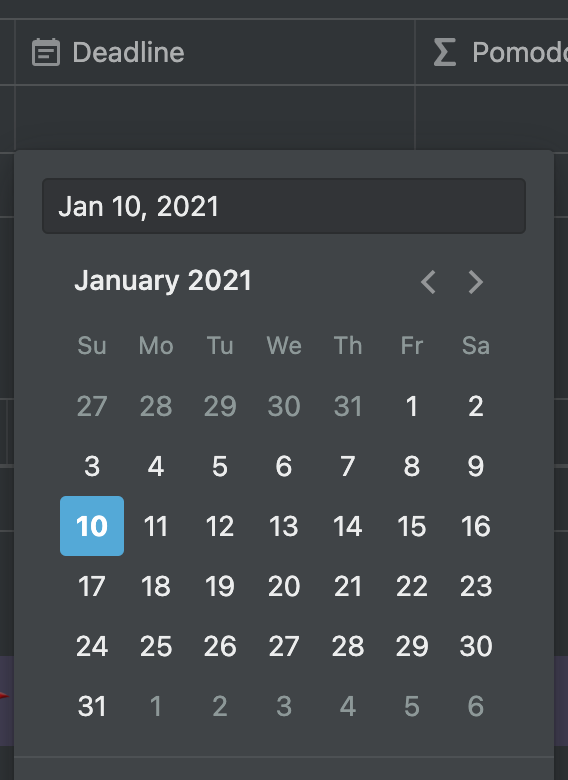 Deadline Σ
Jan 10, 2021
January 2021
Su Mo Tu We Th Fr Sa
27 28 29 30 31 1 2
3 4 5 6 7 8 9
10 11 12 13 14 15 16
17 18 19 20 21 22 23
24 25 26 27 28 29 30
31 1 2 3 4 5 6